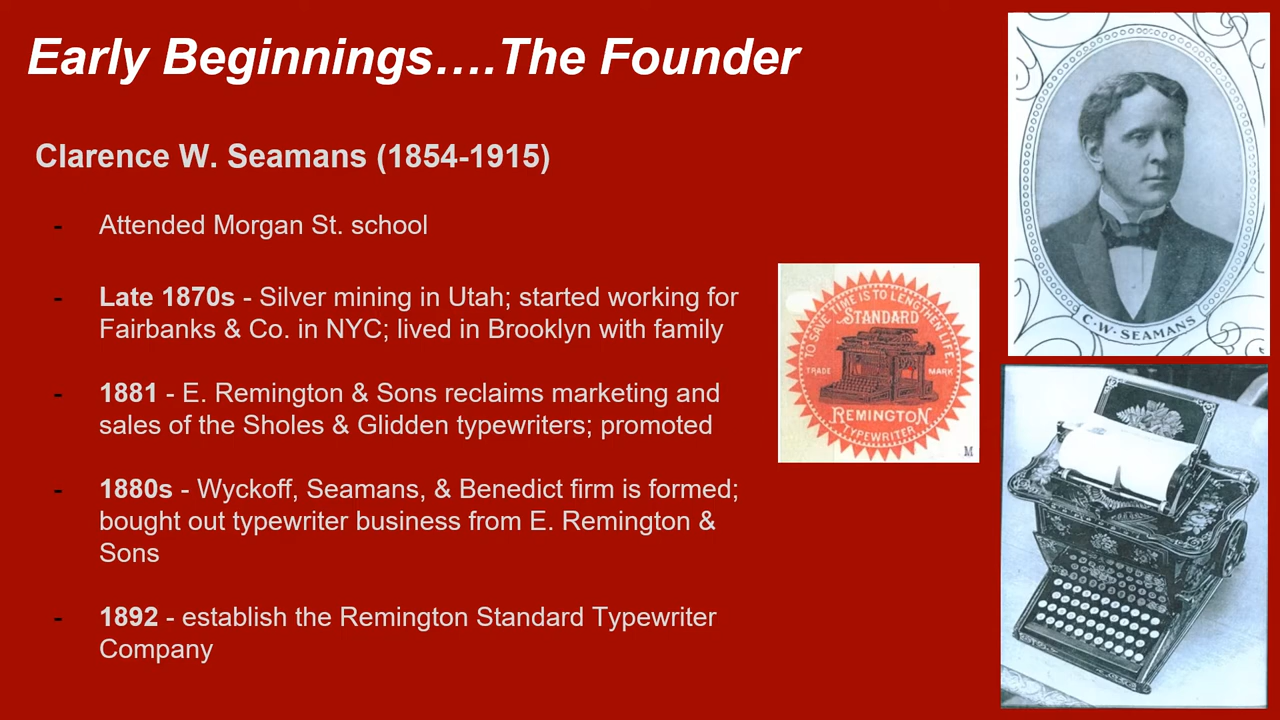 Early Beginnings….The Founder
Clarence W. Seamans (1854-1915)
- Attended Morgan St. school
- Late 1870s - Silver mining in Utah; started working for
Fairbanks & Co. in NYC; lived in Brooklyn with family
- 1881 - E. Remington & Sons reclaims marketing and
sales of the Sholes & Glidden typewriters; promoted
- 1880s - Wyckoff, Seamans, & Benedict firm is formed;
bought out typewriter business from E. Remington &
Sons
- 1892 - establish the Remington Standard Typewriter
Company
TO SAVE TIME IS TO LENGTHEN LIFE.
STANDARD
TRADE MARK
REMINGTON
TYPEWRITER
M
C.W. SEAMANS